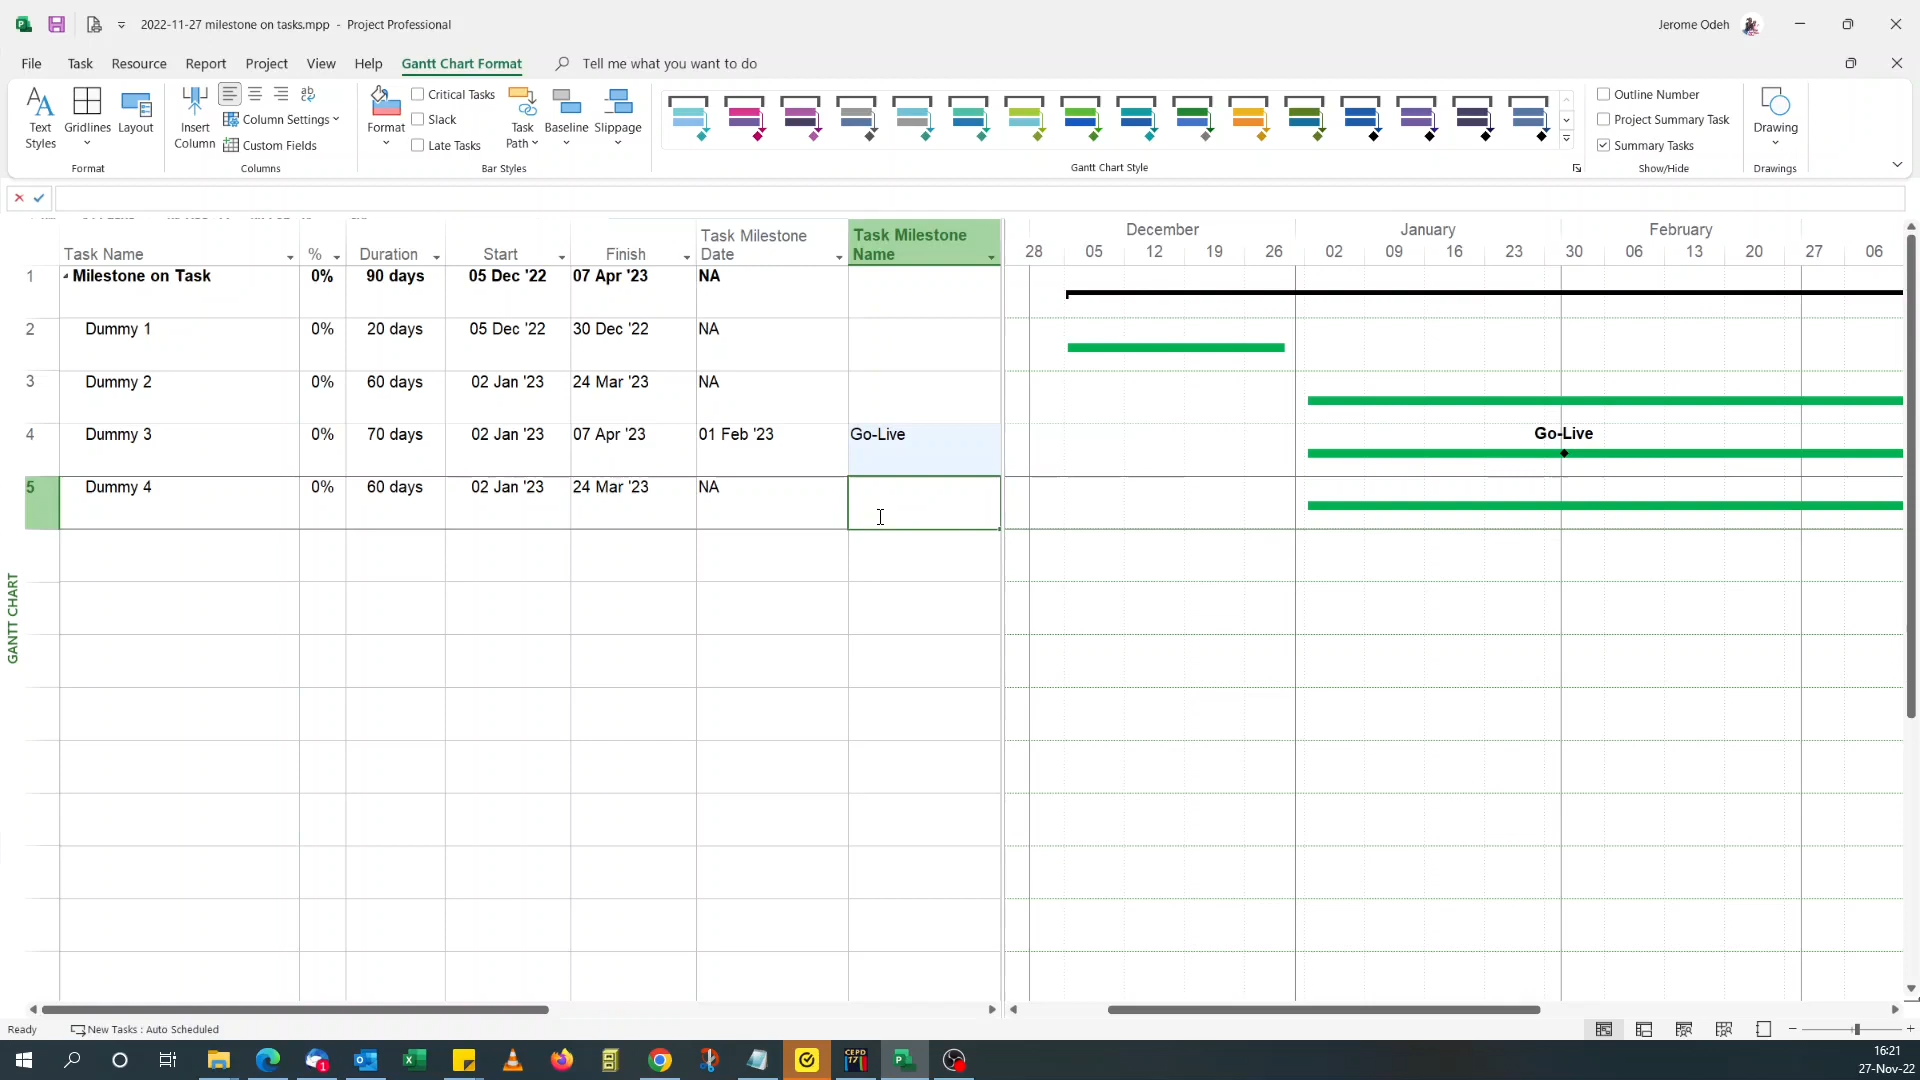 2022-11-27 milestone on tasks.mpp - Project Professional
Jerome Odeh
File Task Resource Report Project View Help Gantt Chart Format Tell me what you want to do
Text Styles
Gridlines
Layout
Format
Insert Column
Column Settings
Custom Fields
Columns
Format
Critical Tasks
Slack
Late Tasks
Task Path
Baseline
Slippage
Bar Styles
Gantt Chart Style
Outline Number
Project Summary Task
Summary Tasks
Show/Hide
Drawing
Drawings
Task Name % Duration Start Finish Task Milestone Date Task Milestone Name
December January February
28 05 12 19 26 02 09 16 23 30 06 13 20 27 06
1 Milestone on Task 0% 90 days 05 Dec '22 07 Apr '23 NA
2 Dummy 1 0% 20 days 05 Dec '22 30 Dec '22 NA
3 Dummy 2 0% 60 days 02 Jan '23 24 Mar '23 NA
4 Dummy 3 0% 70 days 02 Jan '23 07 Apr '23 01 Feb '23 Go-Live
Go-Live
5 Dummy 4 0% 60 days 02 Jan '23 24 Mar '23 NA
GANTT CHART
Ready New Tasks : Auto Scheduled
CEPD
17
1
16:21
27-Nov-22